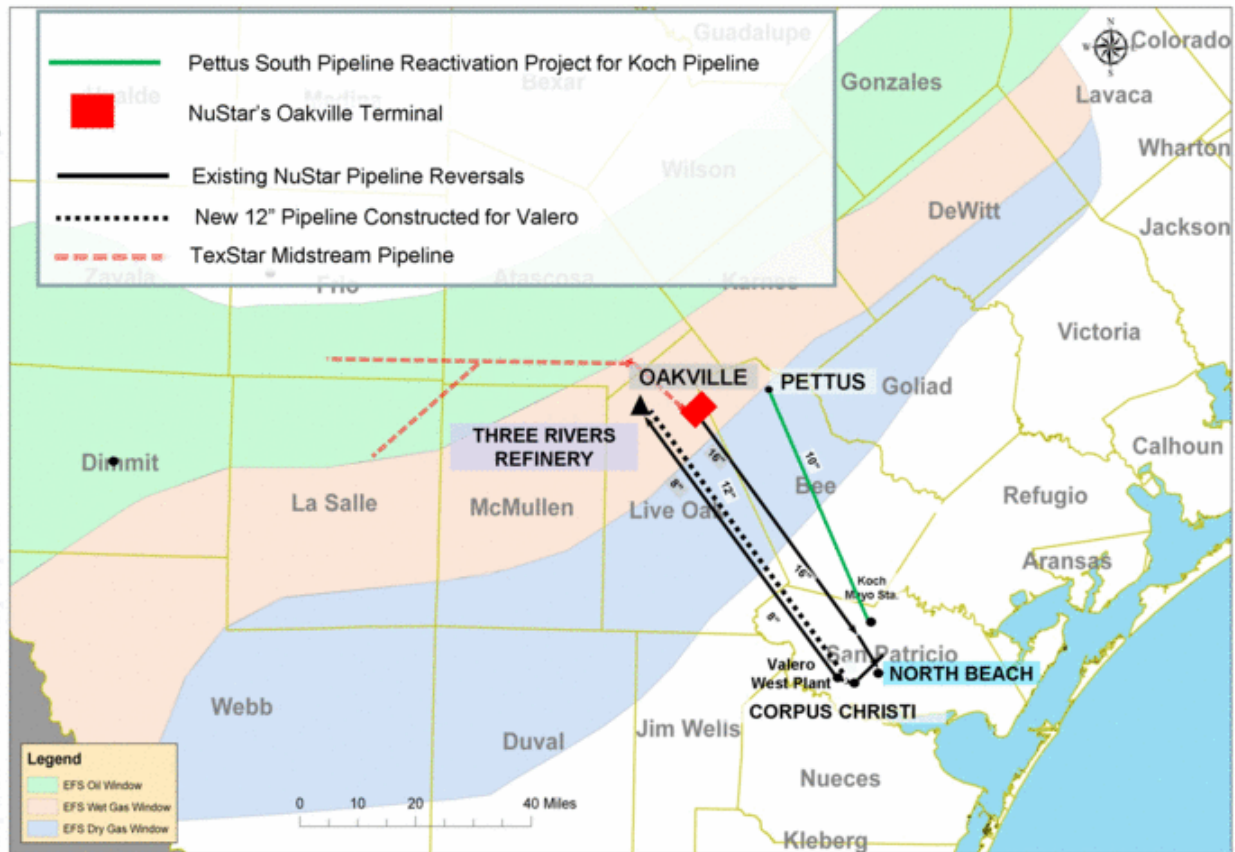 Pettus South Pipeline Reactivation Project for Koch Pipeline
NuStar's Oakville Terminal
Existing NuStar Pipeline Reversals
New 12" Pipeline Constructed for Valero
TexStar Midstream Pipeline
N
W
E
S
Guadalupe
Colorado
Uvalde
Medina
Bexar
Gonzales
Lavaca
Wharton
Wilson
DeWitt
Jackson
Zavala
Frio
Atascosa
Karnes
Victoria
OAKVILLE
PETTUS
Goliad
THREE RIVERS
REFINERY
Calhoun
Dimmit
16"
10"
8"
12"
Bee
La Salle
McMullen
Live Oak
Refugio
Aransas
16"
Koch
Mayo Sta.
8"
San Patricio
Valero
West Plant
NORTH BEACH
CORPUS CHRISTI
Webb
Duval
Jim Wells
Nueces
Kleberg
Legend
EFS Oil Window
EFS Wet Gas Window
EFS Dry Gas Window
0 10 20 40 Miles